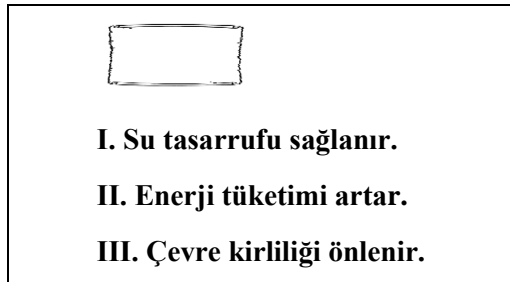 I. Su tasarrufu sağlanır.
II. Enerji tüketimi artar.
III. Çevre kirliliği önlenir.